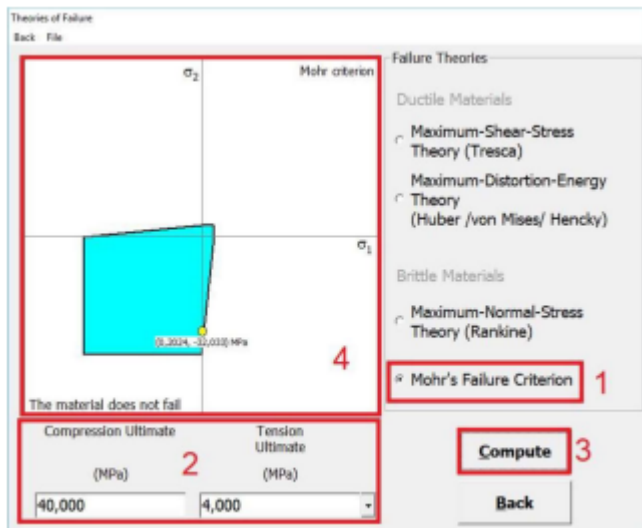 Theories of Failure
Back File
σ2
Mohr criterion
σ1
(0,2024, -32,033) MPa
4
The material does not fail
Failure Theories
Ductile Materials
Maximum-Shear-Stress
Theory (Tresca)
Maximum-Distortion-Energy
Theory
(Huber /von Mises/ Hencky)
Brittle Materials
Maximum-Normal-Stress
Theory (Rankine)
Mohr's Failure Criterion
1
Compression Ultimate
(MPa)
40,000
2
Tension
Ultimate
(MPa)
4,000
Compute
3
Back